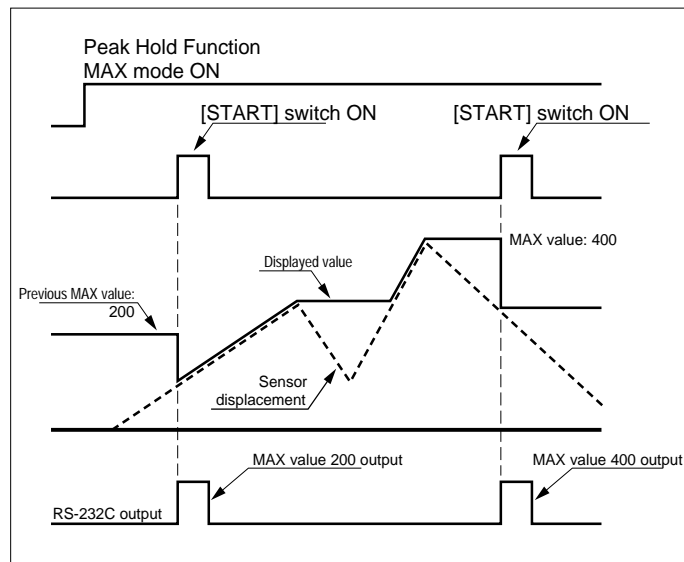 Peak Hold Function
MAX mode ON
[START] switch ON
[START] switch ON
MAX value: 400
Displayed value
Previous MAX value:
200
Sensor
displacement
MAX value 200 output
MAX value 400 output
RS-232C output